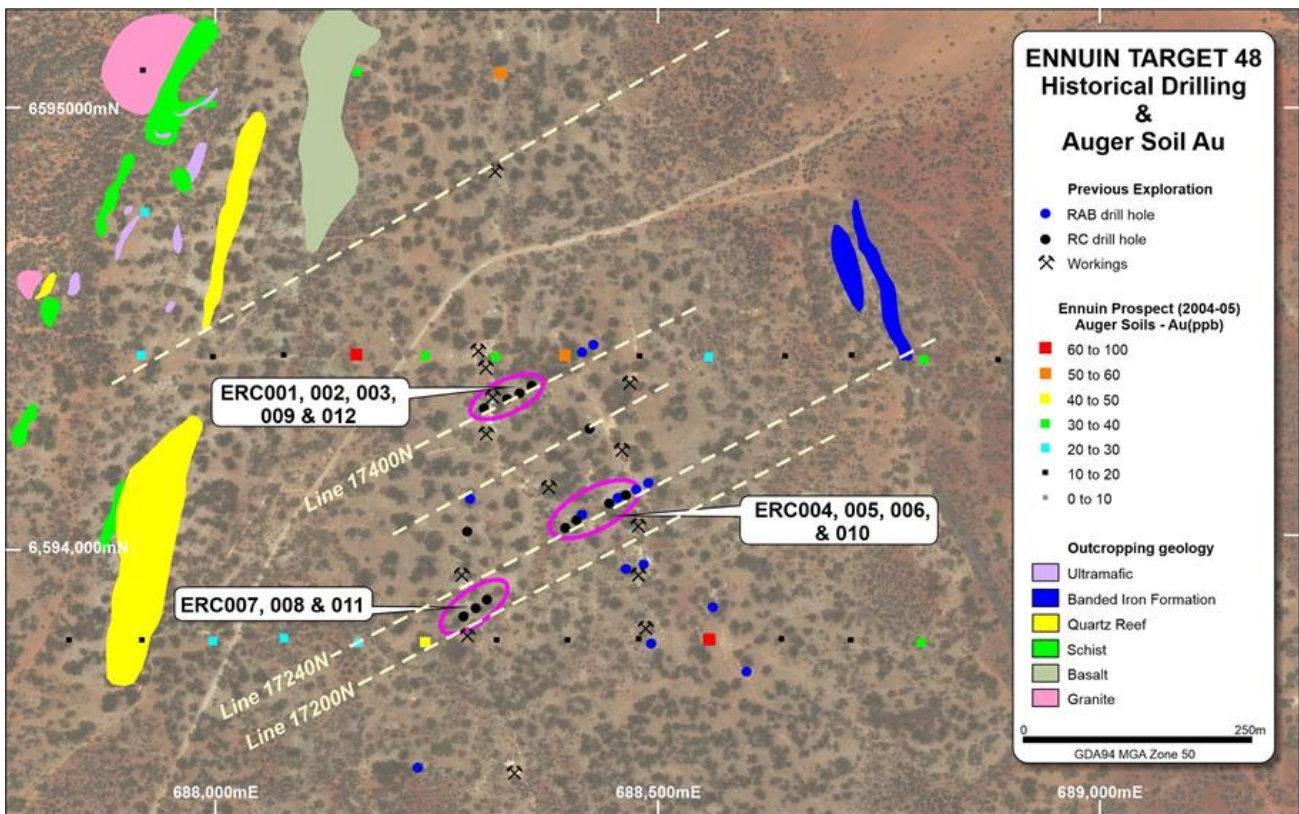 ENNUIN TARGET 48
Historical Drilling
&
Auger Soil Au
Previous Exploration
RAB drill hole
RC drill hole
Workings
Ennuin Prospect (2004-05)
Auger Soils - Au(ppb)
60 to 100
50 to 60
40 to 50
30 to 40
20 to 30
10 to 20
0 to 10
Outcropping geology
Ultramafic
Banded Iron Formation
Quartz Reef
Schist
Basalt
Granite
0 250m
GDA94 MGA Zone 50
6595000mN
ERC001, 002, 003,
009 & 012
Line 17400N
ERC004, 005, 006,
& 010
6,594,000mN
ERC007, 008 & 011
Line 17240N
Line 17200N
688,000mE
688,500mE
689,000mE